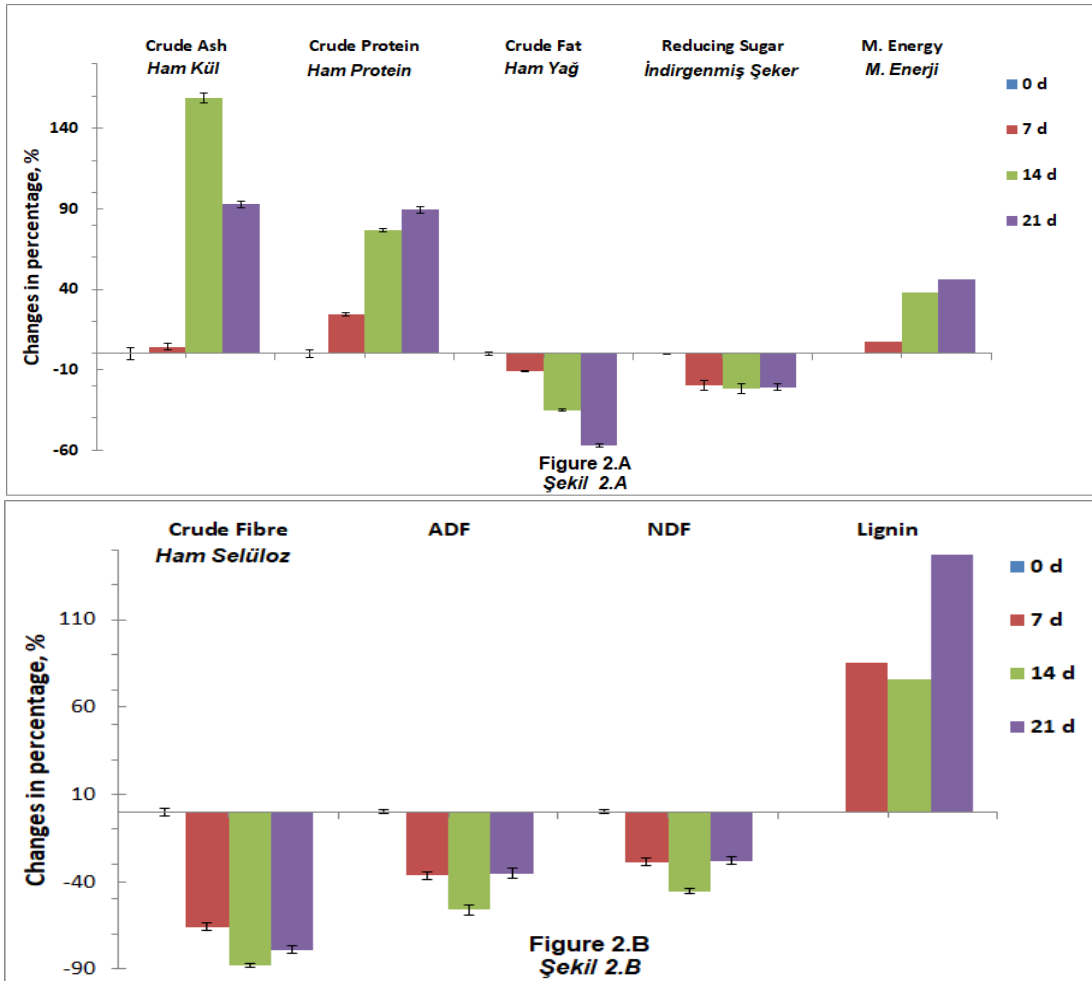 Crude Ash Crude Protein Crude Fat Reducing Sugar M. Energy
Ham Kül Ham Protein Ham Yağ İndirgenmiş Şeker M. Enerji
Changes in percentage, %
140
90
40
-10
-60
0 d
7 d
14 d
21 d
Figure 2.A
Şekil 2.A
Crude Fibre ADF NDF Lignin
Ham Selüloz
Changes in percentage, %
110
60
10
-40
-90
0 d
7 d
14 d
21 d
Figure 2.B
Şekil 2.B